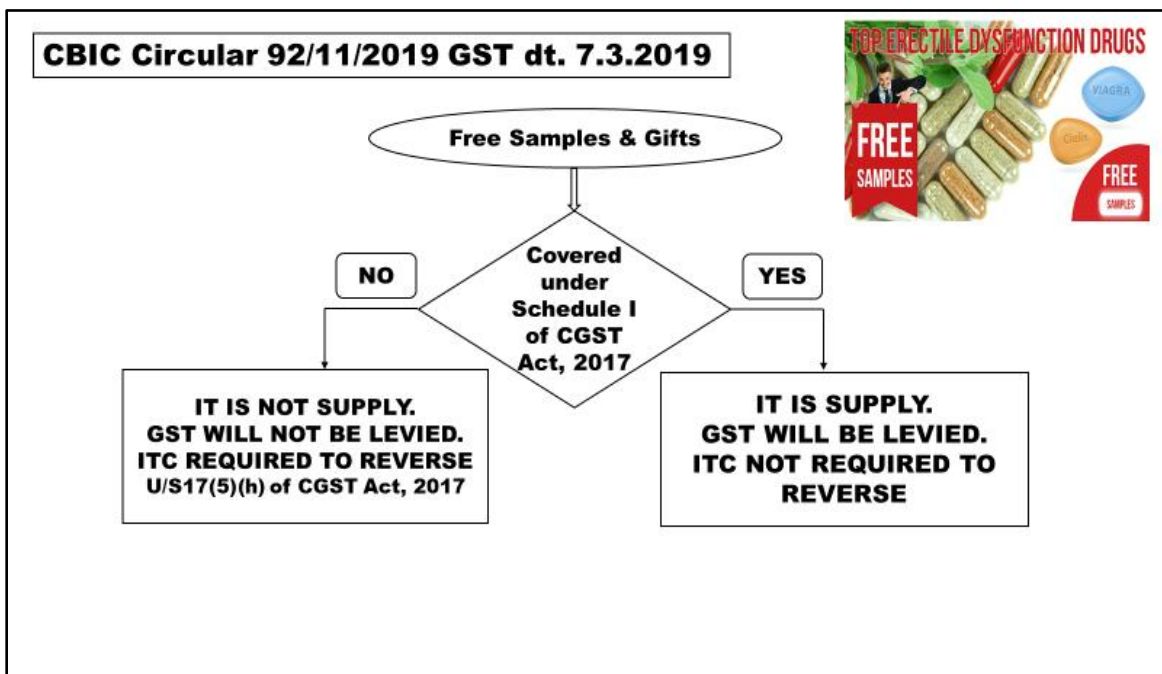 CBIC Circular 92/11/2019 GST dt. 7.3.2019
TOP ERECTILE DYSFUNCTION DRUGS
VIAGRA
Cialis
FREE
SAMPLES
FREE
SAMPLES
Free Samples & Gifts
Covered
under
Schedule I
of CGST
Act, 2017
NO
YES
IT IS NOT SUPPLY.
GST WILL NOT BE LEVIED.
ITC REQUIRED TO REVERSE
U/S17(5)(h) of CGST Act, 2017
IT IS SUPPLY.
GST WILL BE LEVIED.
ITC NOT REQUIRED TO
REVERSE